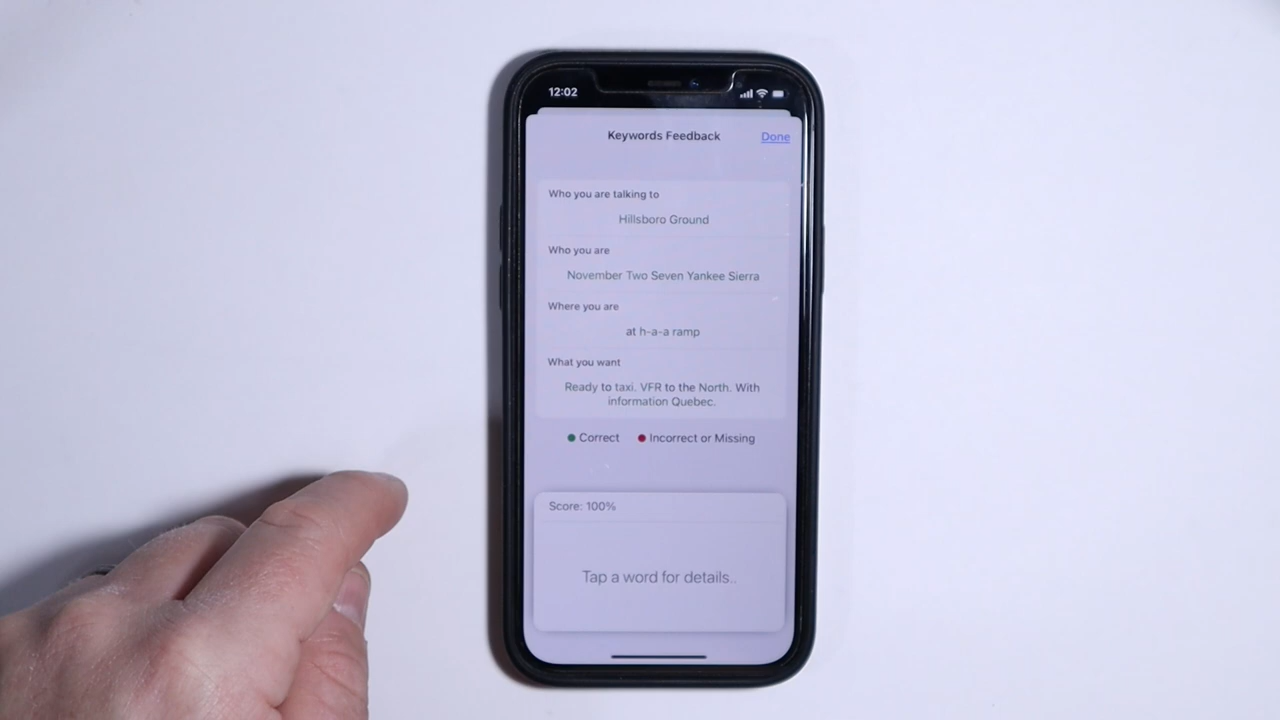 12:02
Keywords Feedback
Done
Who you are talking to
Hillsboro Ground
Who you are
November Two Seven Yankee Sierra
Where you are
at h-a-a ramp
What you want
Ready to taxi. VFR to the North. With
information Quebec.
Correct
Incorrect or Missing
Score: 100%
Tap a word for details..